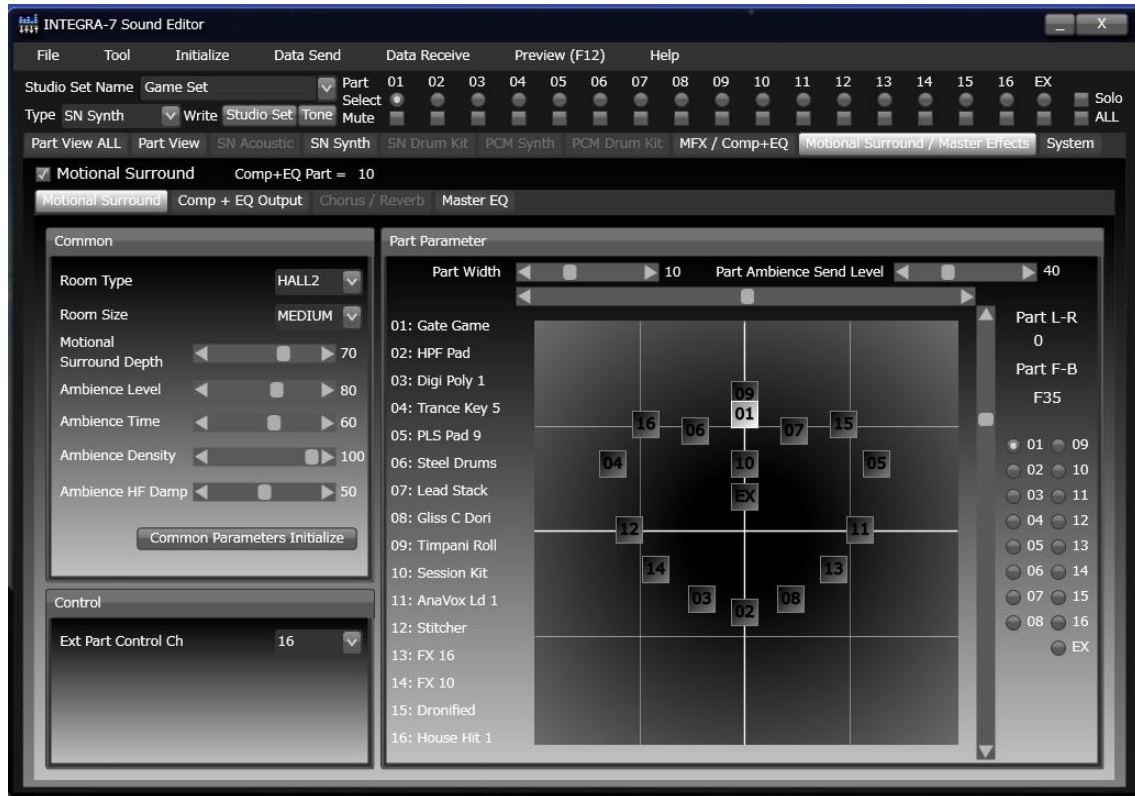 INTEGRA-7 Sound Editor
_ X
File Tool Initialize Data Send Data Receive Preview (F12) Help
Studio Set Name Game Set Part Select 01 02 03 04 05 06 07 08 09 10 11 12 13 14 15 16 EX Solo
Type SN Synth Write Studio Set Tone Mute ALL
Part View ALL Part View SN Acoustic SN Synth SN Drum Kit PCM Synth PCM Drum Kit MFX / Comp+EQ Motional Surround / Master Effects System
Motional Surround Comp+EQ Part = 10
Motional Surround Comp + EQ Output Chorus / Reverb Master EQ
Common
Room Type HALL2
Room Size MEDIUM
Motional
Surround Depth 70
Ambience Level 80
Ambience Time 60
Ambience Density 100
Ambience HF Damp 50
Common Parameters Initialize
Control
Ext Part Control Ch 16
Part Parameter
Part Width 10 Part Ambience Send Level 40
01: Gate Game
02: HPF Pad
03: Digi Poly 1
04: Trance Key 5
05: PLS Pad 9
06: Steel Drums
07: Lead Stack
08: Gliss C Dori
09: Timpani Roll
10: Session Kit
11: AnaVox Ld 1
12: Stitcher
13: FX 16
14: FX 10
15: Dronified
16: House Hit 1
09
01
16 06 07 15
04 10 05
EX
12 11
14 13
03 02 08
Part L-R
0
Part F-B
F35
01 09
02 10
03 11
04 12
05 13
06 14
07 15
08 16
EX